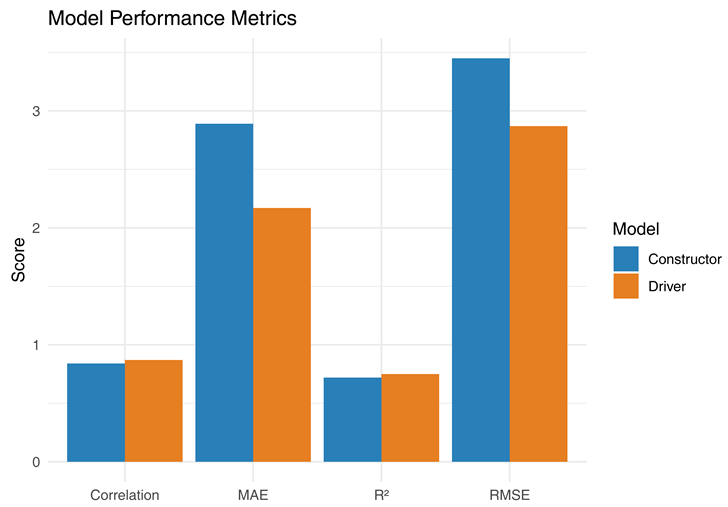 Model Performance Metrics
Score
3
2
1
0
Correlation
MAE
R²
RMSE
Model
Constructor
Driver